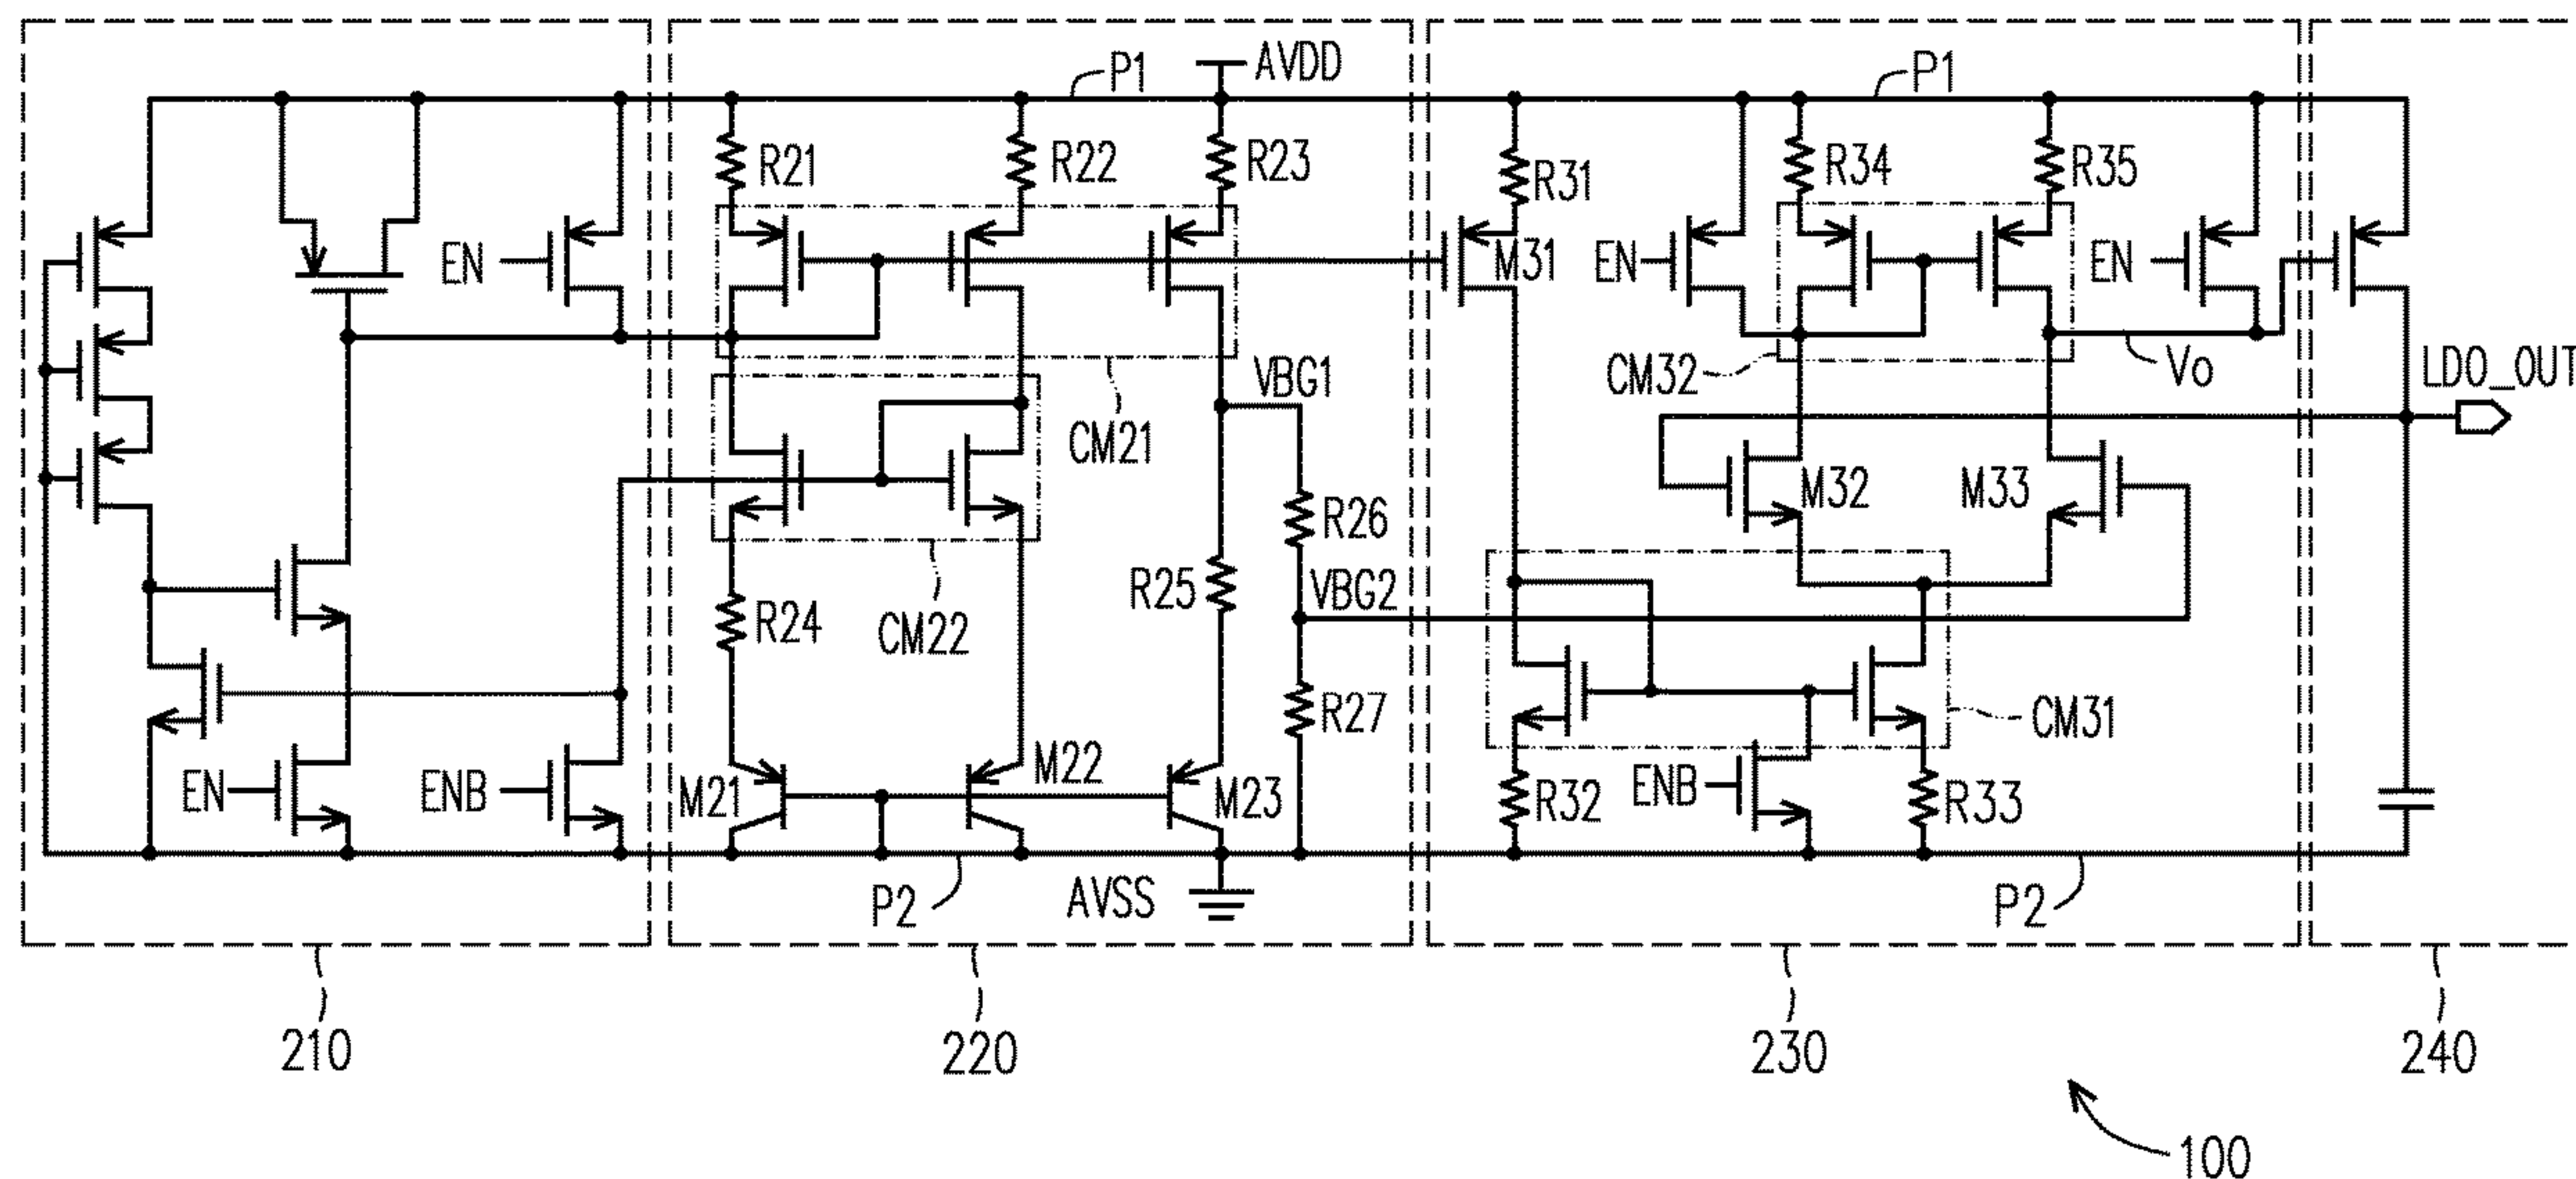 P1
AVDD
P1
R21
R22
R23
R31
R34
R35
EN
M31
EN
EN
CM32
Vo
LDO_OUT
VBG1
CM21
M32
M33
R26
R25
VBG2
R24
CM22
R27
CM31
EN
ENB
M21
M22
M23
R32
ENB
R33
P2
AVSS
P2
210
220
230
240
100